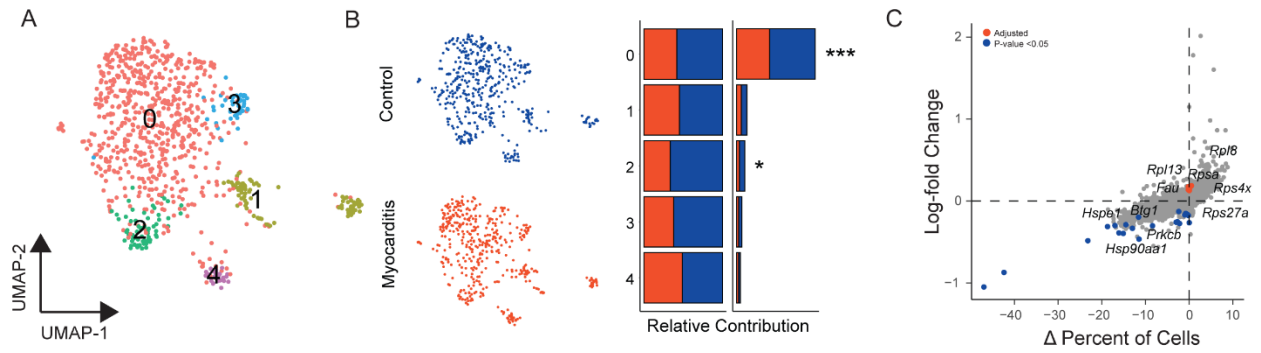 A
0
3
1
2
4
UMAP-2
UMAP-1
B
Control
Myocarditis
0
1
2
3
4
***
*
Relative Contribution
C
Adjusted
P-value <0.05
Log-fold Change
2
1
0
−1
Rpl8
Rpl13
Rpsa
Fau
Rps4x
Hspb1
Btg1
Rps27a
Prkcb
Hsp90aa1
−40
−30
−20
−10
0
10
Δ Percent of Cells